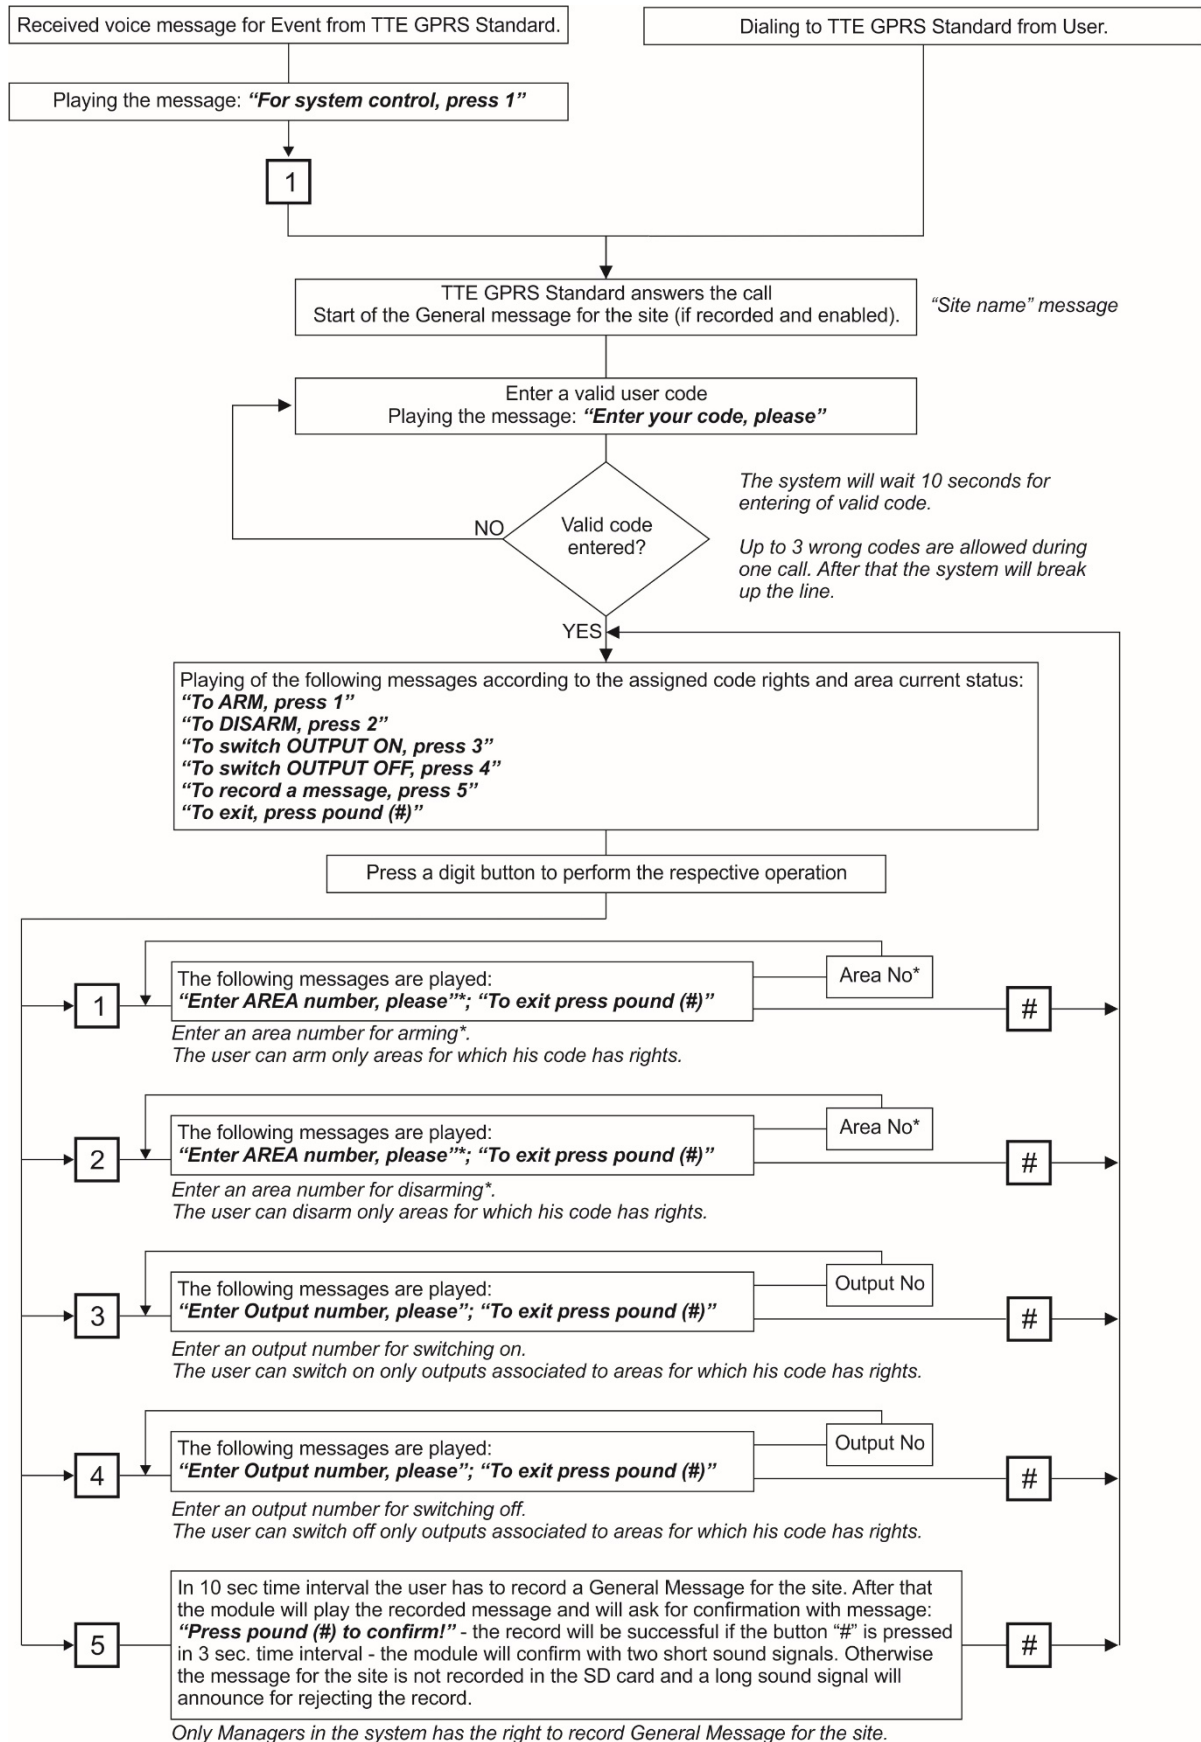 Received voice message for Event from TTE GPRS Standard.
Dialing to TTE GPRS Standard from User.
Playing the message: “For system control, press 1”
1
TTE GPRS Standard answers the call
Start of the General message for the site (if recorded and enabled).
“Site name” message
Enter a valid user code
Playing the message: “Enter your code, please”
The system will wait 10 seconds for
entering of valid code.
NO
Valid code
entered?
Up to 3 wrong codes are allowed during
one call. After that the system will break
up the line.
YES
Playing of the following messages according to the assigned code rights and area current status:
“To ARM, press 1”
“To DISARM, press 2”
“To switch OUTPUT ON, press 3”
“To switch OUTPUT OFF, press 4”
“To record a message, press 5”
“To exit, press pound (#)”
Press a digit button to perform the respective operation
1
The following messages are played:
“Enter AREA number, please”*; “To exit press pound (#)”
Area No*
#
Enter an area number for arming*.
The user can arm only areas for which his code has rights.
2
The following messages are played:
“Enter AREA number, please”*; “To exit press pound (#)”
Area No*
#
Enter an area number for disarming*.
The user can disarm only areas for which his code has rights.
3
The following messages are played:
“Enter Output number, please”; “To exit press pound (#)”
Output No
#
Enter an output number for switching on.
The user can switch on only outputs associated to areas for which his code has rights.
4
The following messages are played:
“Enter Output number, please”; “To exit press pound (#)”
Output No
#
Enter an output number for switching off.
The user can switch off only outputs associated to areas for which his code has rights.
5
In 10 sec time interval the user has to record a General Message for the site. After that
the module will play the recorded message and will ask for confirmation with message:
“Press pound (#) to confirm!” - the record will be successful if the button “#” is pressed
in 3 sec. time interval - the module will confirm with two short sound signals. Otherwise
the message for the site is not recorded in the SD card and a long sound signal will
announce for rejecting the record.
#
Only Managers in the system has the right to record General Message for the site.